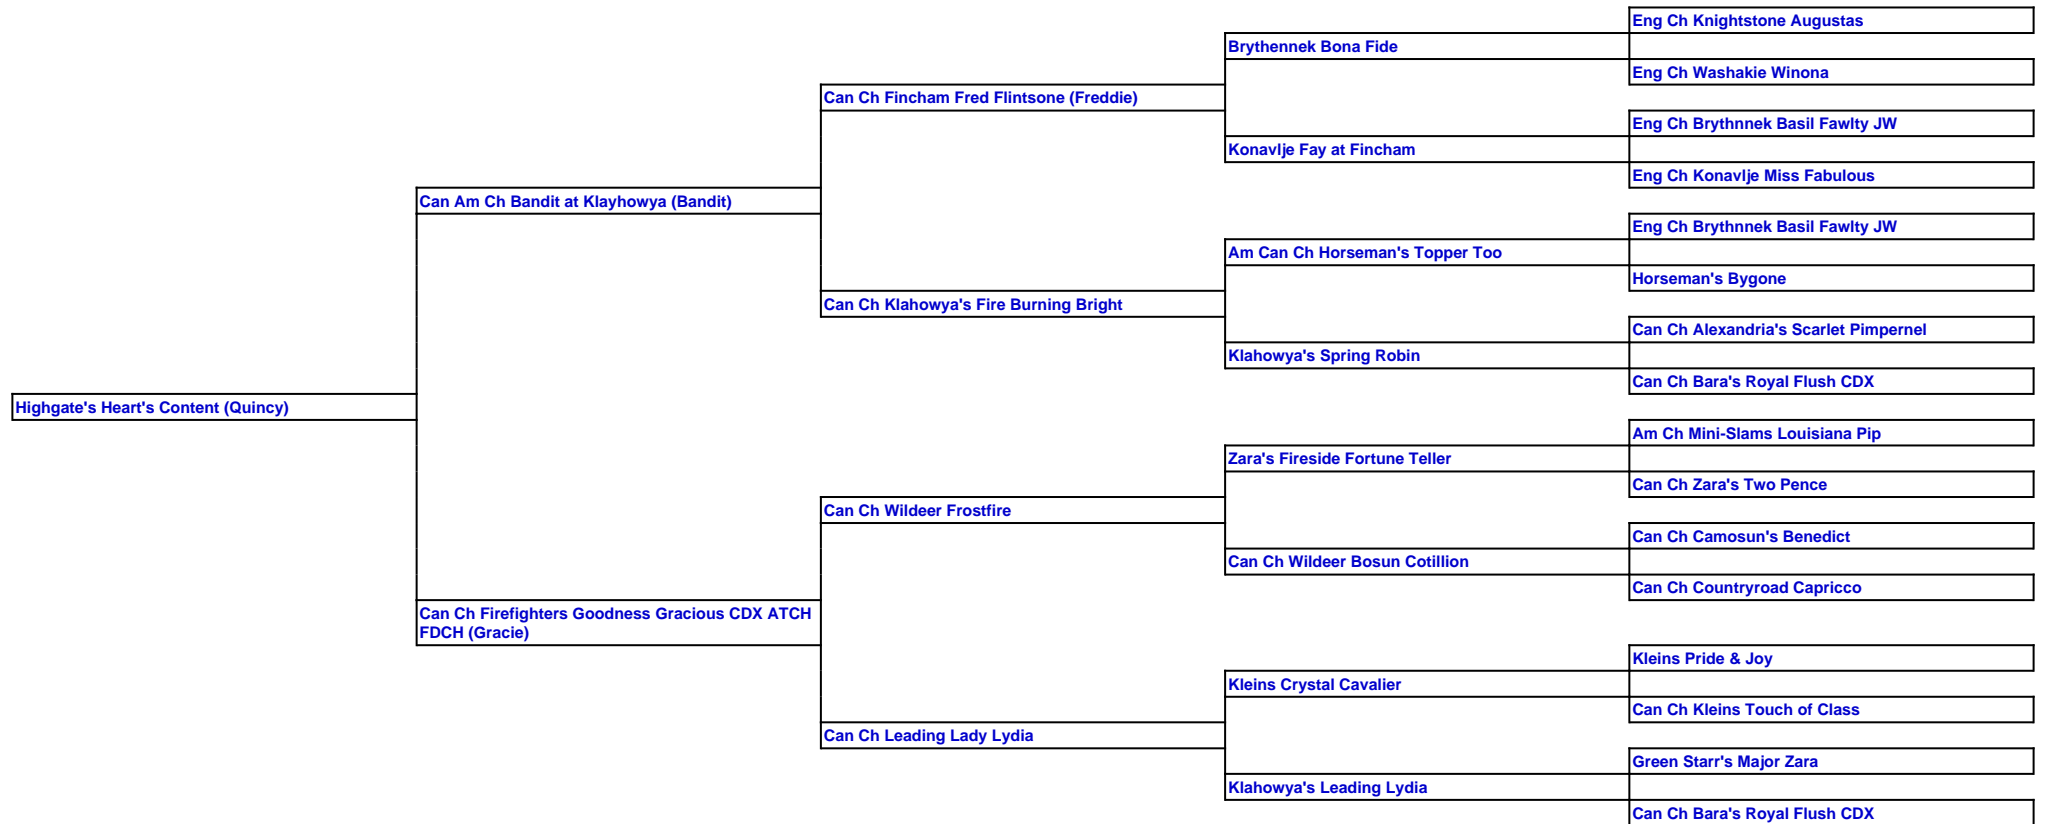 Eng Ch Knightstone Augustas
Brythennek Bona Fide
Eng Ch Washakie Winona
Can Ch Fincham Fred Flintsone (Freddie)
Eng Ch Brythnnek Basil Fawlty JW
Konavlje Fay at Fincham
Eng Ch Konavlje Miss Fabulous
Can Am Ch Bandit at Klayhowya (Bandit)
Eng Ch Brythnnek Basil Fawlty JW
Am Can Ch Horseman's Topper Too
Horseman's Bygone
Can Ch Klahowya's Fire Burning Bright
Can Ch Alexandria's Scarlet Pimpernel
Klahowya's Spring Robin
Can Ch Bara's Royal Flush CDX
Highgate's Heart's Content (Quincy)
Am Ch Mini-Slams Louisiana Pip
Zara's Fireside Fortune Teller
Can Ch Zara's Two Pence
Can Ch Wildeer Frostfire
Can Ch Camosun's Benedict
Can Ch Wildeer Bosun Cotillion
Can Ch Countryroad Capricco
Can Ch Firefighters Goodness Gracious CDX ATCH
FDCH (Gracie)
Kleins Pride & Joy
Kleins Crystal Cavalier
Can Ch Kleins Touch of Class
Can Ch Leading Lady Lydia
Green Starr's Major Zara
Klahowya's Leading Lydia
Can Ch Bara's Royal Flush CDX